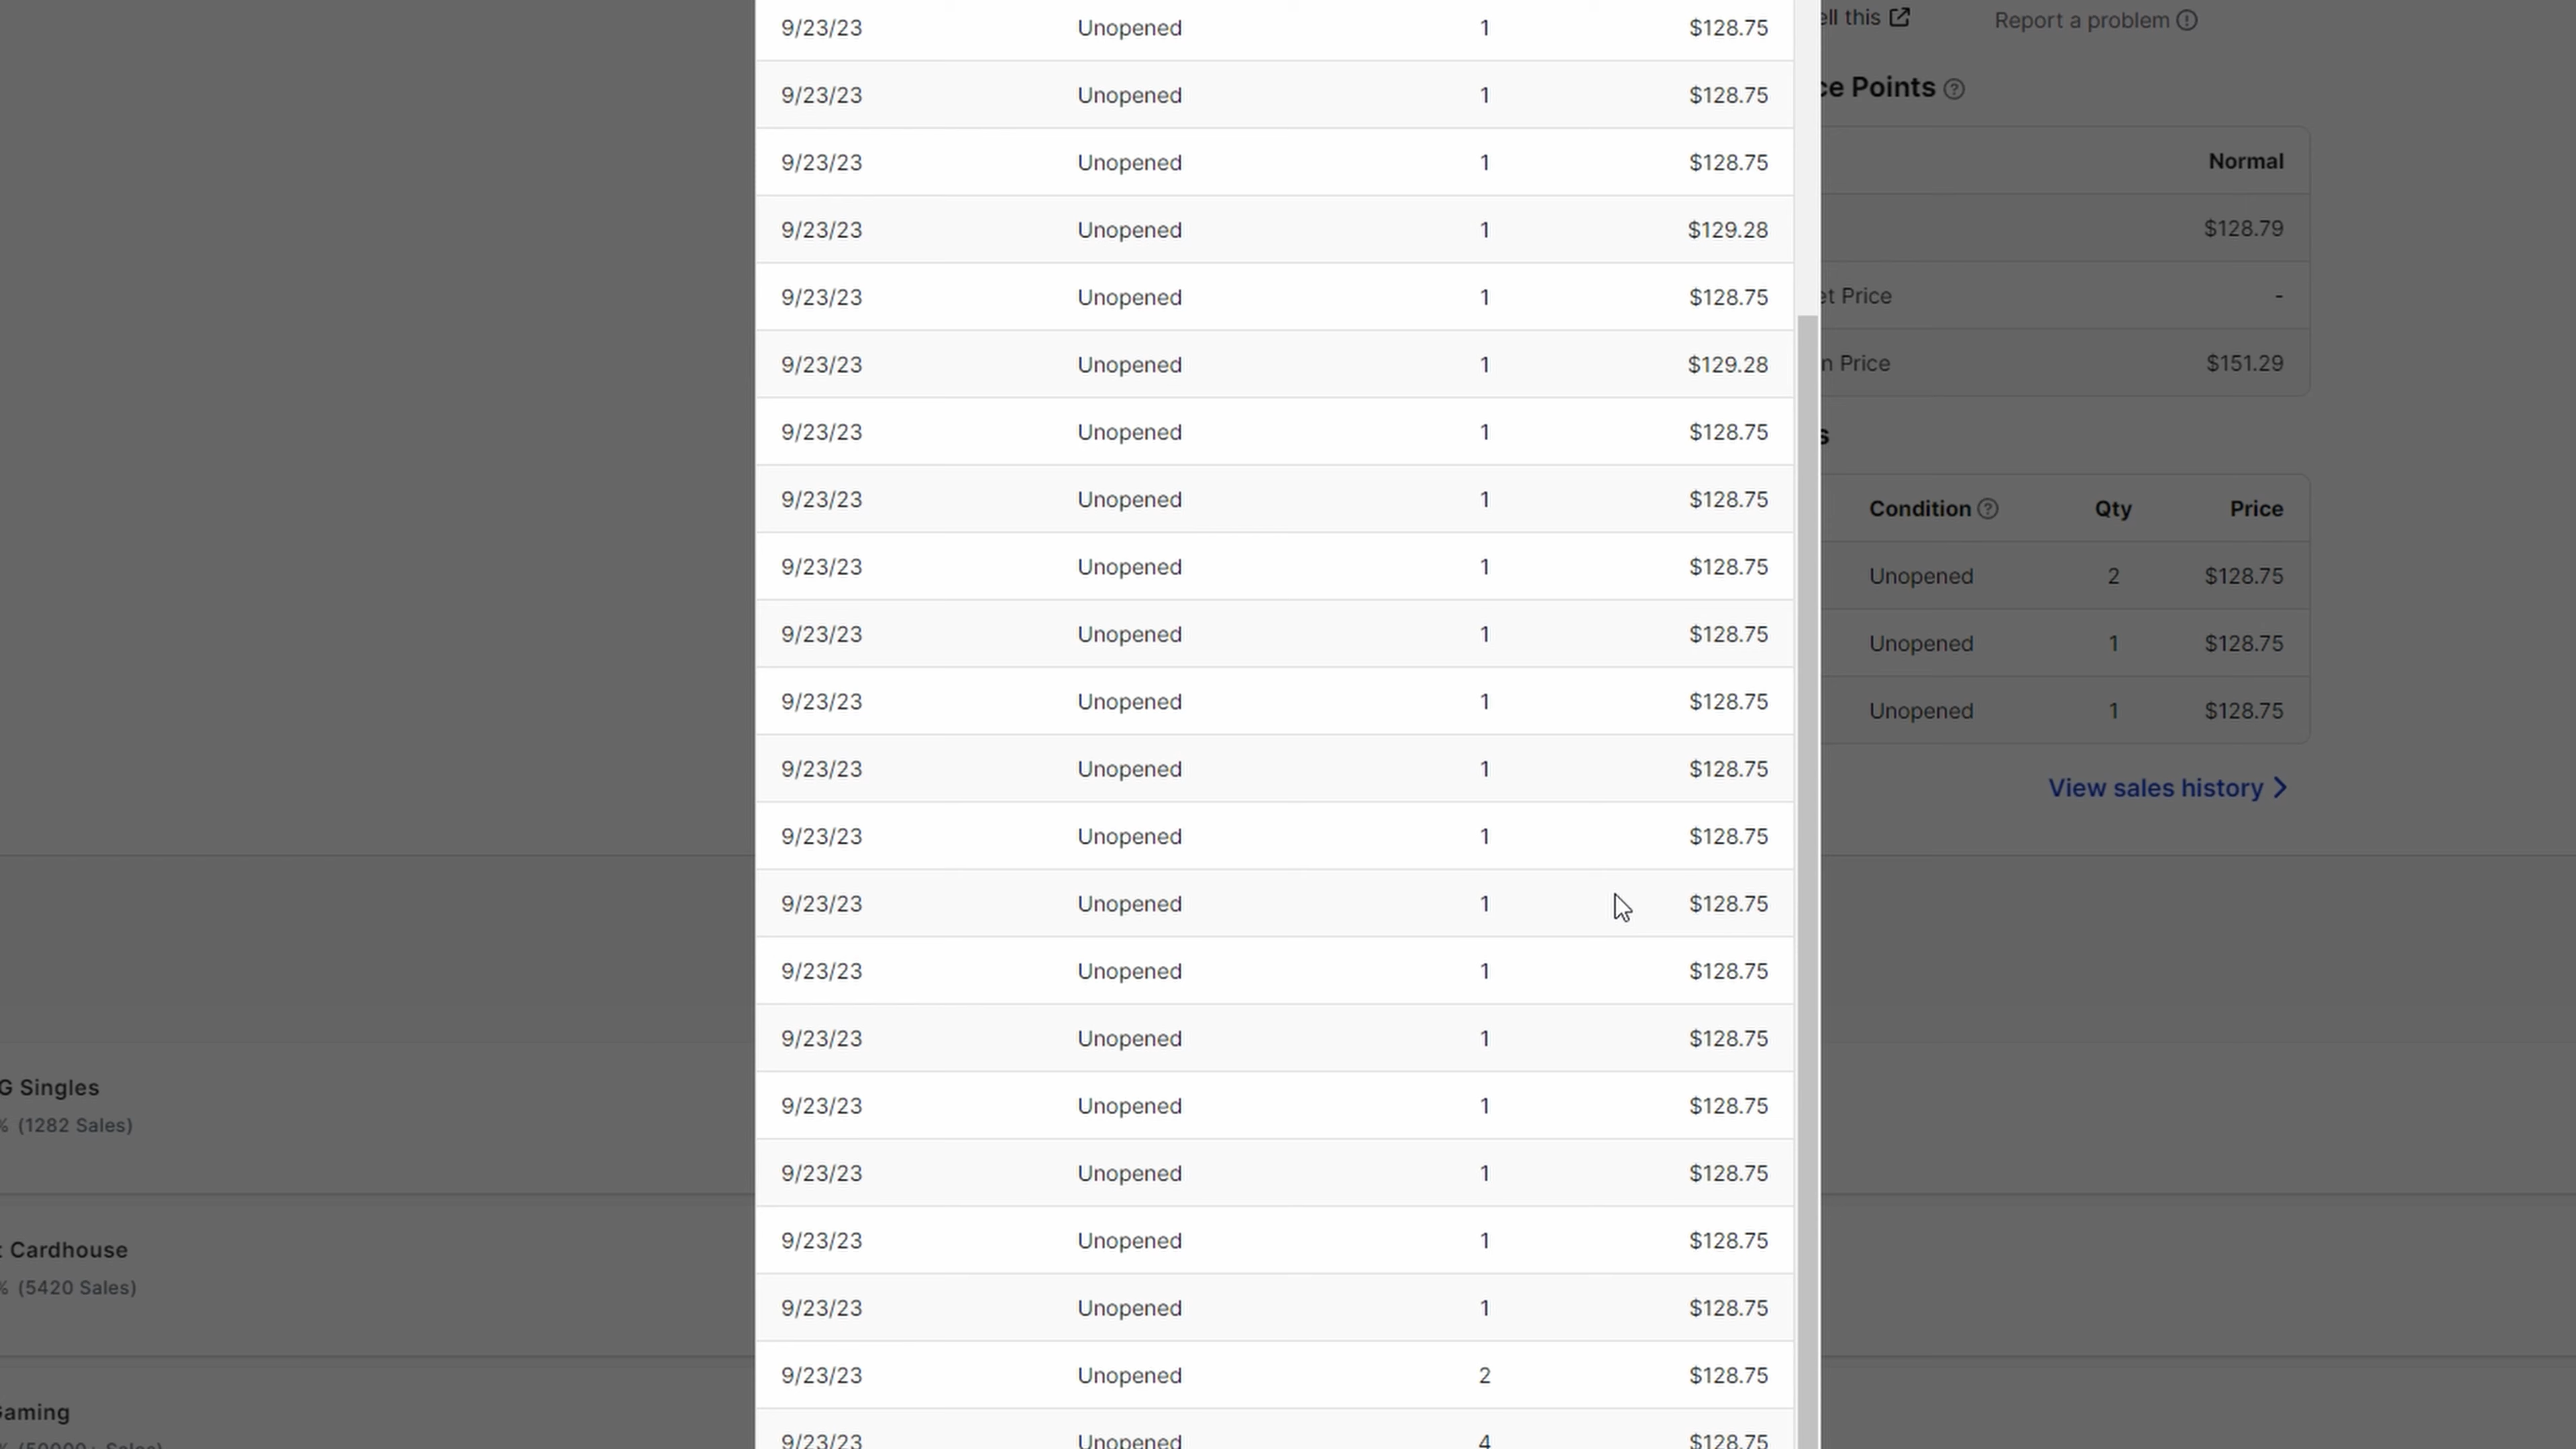 9/23/23 Unopened 1 $128.75
9/23/23 Unopened 1 $128.75
9/23/23 Unopened 1 $128.75
9/23/23 Unopened 1 $129.28
9/23/23 Unopened 1 $128.75
9/23/23 Unopened 1 $129.28
9/23/23 Unopened 1 $128.75
9/23/23 Unopened 1 $128.75
9/23/23 Unopened 1 $128.75
9/23/23 Unopened 1 $128.75
9/23/23 Unopened 1 $128.75
9/23/23 Unopened 1 $128.75
9/23/23 Unopened 1 $128.75
9/23/23 Unopened 1 $128.75
9/23/23 Unopened 1 $128.75
9/23/23 Unopened 1 $128.75
9/23/23 Unopened 1 $128.75
9/23/23 Unopened 1 $128.75
9/23/23 Unopened 1 $128.75
9/23/23 Unopened 1 $128.75
9/23/23 Unopened 2 $128.75
9/23/23 Unopened 4 $128.75
ell this Report a problem
ce Points
Normal
$128.79
et Price -
n Price $151.29
s
Condition Qty Price
Unopened 2 $128.75
Unopened 1 $128.75
Unopened 1 $128.75
View sales history
G Singles
% (1282 Sales)
t Cardhouse
% (5420 Sales)
Gaming